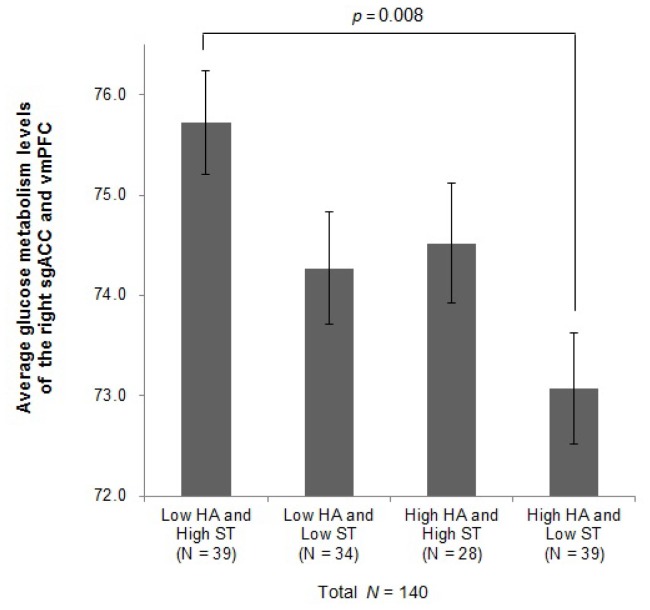 p = 0.008
Average glucose metabolism levels
of the right sgACC and vmPFC
76.0
75.0
74.0
73.0
72.0
Low HA and
High ST
(N = 39)
Low HA and
Low ST
(N = 34)
High HA and
High ST
(N = 28)
High HA and
Low ST
(N = 39)
Total N = 140